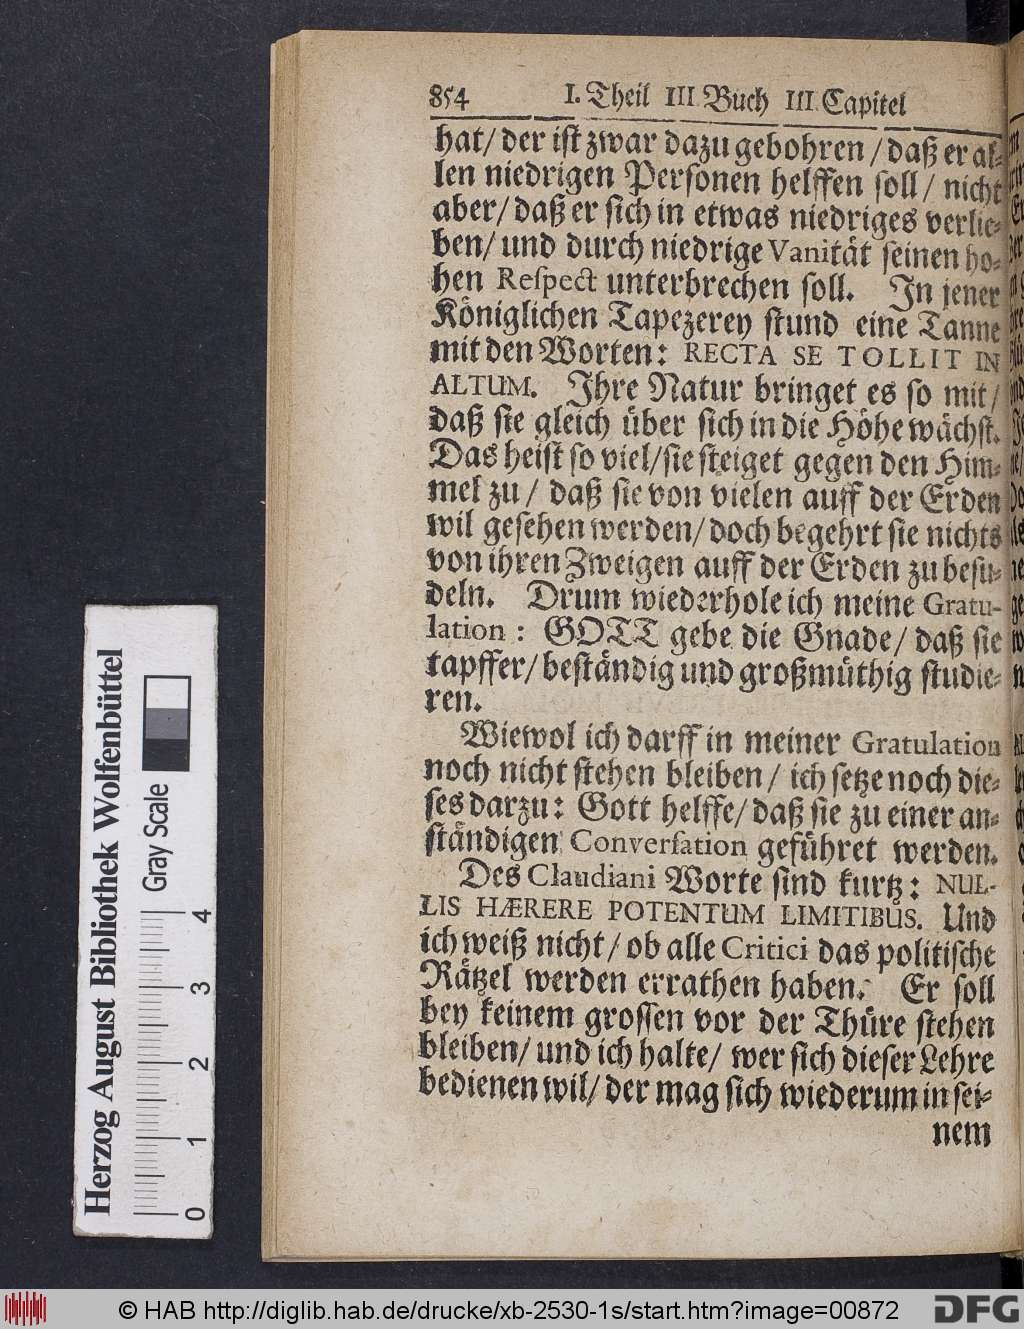 854 I. Theil III Buch III Capitel
hat/ der ist zwar dazu gebohren / daß er al-
len niedrigen Personen helffen soll / nicht
aber/ daß er sich in etwas niedriges verlie-
ben/ und durch niedrige Vanität seinen ho-
hen Respect unterbrechen soll. In jener
Königlichen Tapezerey stund eine Tanne
mit den Worten: RECTA SE TOLLIT IN
ALTUM. Ihre Natur bringet es so mit/
daß sie gleich über sich in die Höhe wächst.
Das heist so viel/ sie steiget gegen den Him-
mel zu / daß sie von vielen auff der Erden
wil gesehen werden/ doch begehrt sie nichts
von ihren Zweigen auff der Erden zu besu-
deln. Drum wiederhole ich meine Gratu-
lation : GOTT gebe die Gnade/ daß sie
tapffer/ beständig und großmüthig studie-
ren.
Wiewol ich darff in meiner Gratulation
noch nicht stehen bleiben / ich setze noch die-
ses darzu: Gott helffe/ daß sie zu einer an-
ständigen Conversation geführet werden.
Des Claudiani Worte sind kurtz: NUL-
LIS HÆRERE POTENTUM LIMITIBUS. Und
ich weiß nicht / ob alle Critici das politische
Rätzel werden errathen haben. Er soll
bey keinem grossen vor der Thüre stehen
bleiben/ und ich halte/ wer sich dieser Lehre
bedienen wil/ der mag sich wiederum in sei-
nem
Herzog August Bibliothek Wolfenbüttel
Gray Scale
0 1 2 3 4
© HAB http://diglib.hab.de/drucke/xb-2530-1s/start.htm?image=00872
DFG